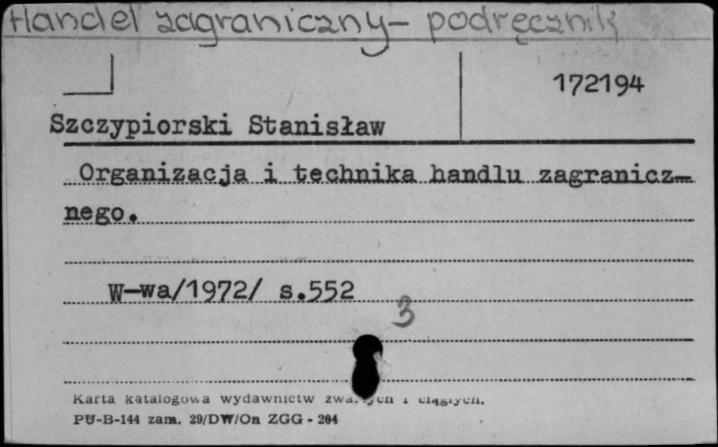 Handel zagraniczny - podręcznik
172194
Szczypiorski Stanisław
Organizacja i technika handlu zagranicz-
nego.
W-wa/1972/ s.552
3
Karta katalogowa wydawnictw i ciągłych.
PU-B-144 zam. 29/DW/On ZGG - 204